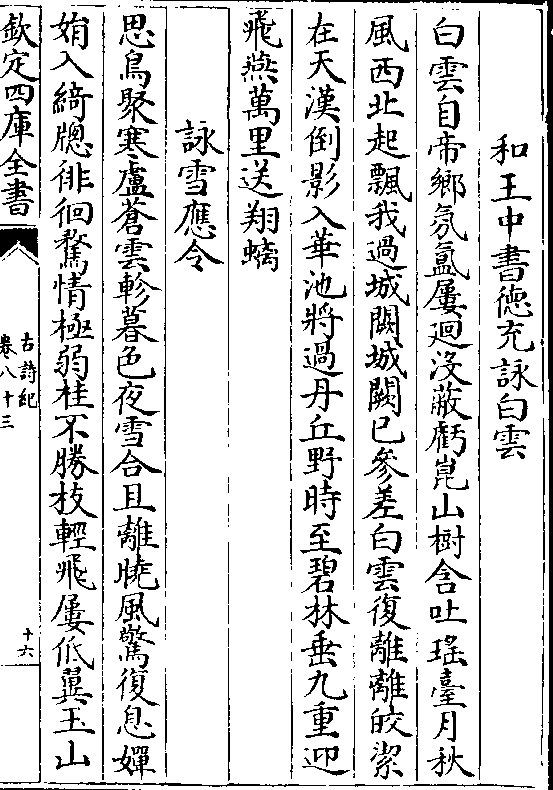 和王中書徳充詠白雲
白雲自帝鄉氛氲屢迴沒蔽虧崑山樹含吐瑤臺月秋
風西北起飄我過城闕城闕已參差白雲復離離皎潔
在天漢倒影入華池將過丹丘野時至碧林垂九重迎
飛燕萬里送翔螭
詠雪應令
思鳥聚寒廬蒼雲軫暮色夜雪合且離曉風驚復息嬋
娟入綺牕徘徊騖情極弱桂不勝枝輕飛屢低翼玉山
欽定四庫全書
古詩紀
卷八十三
十六